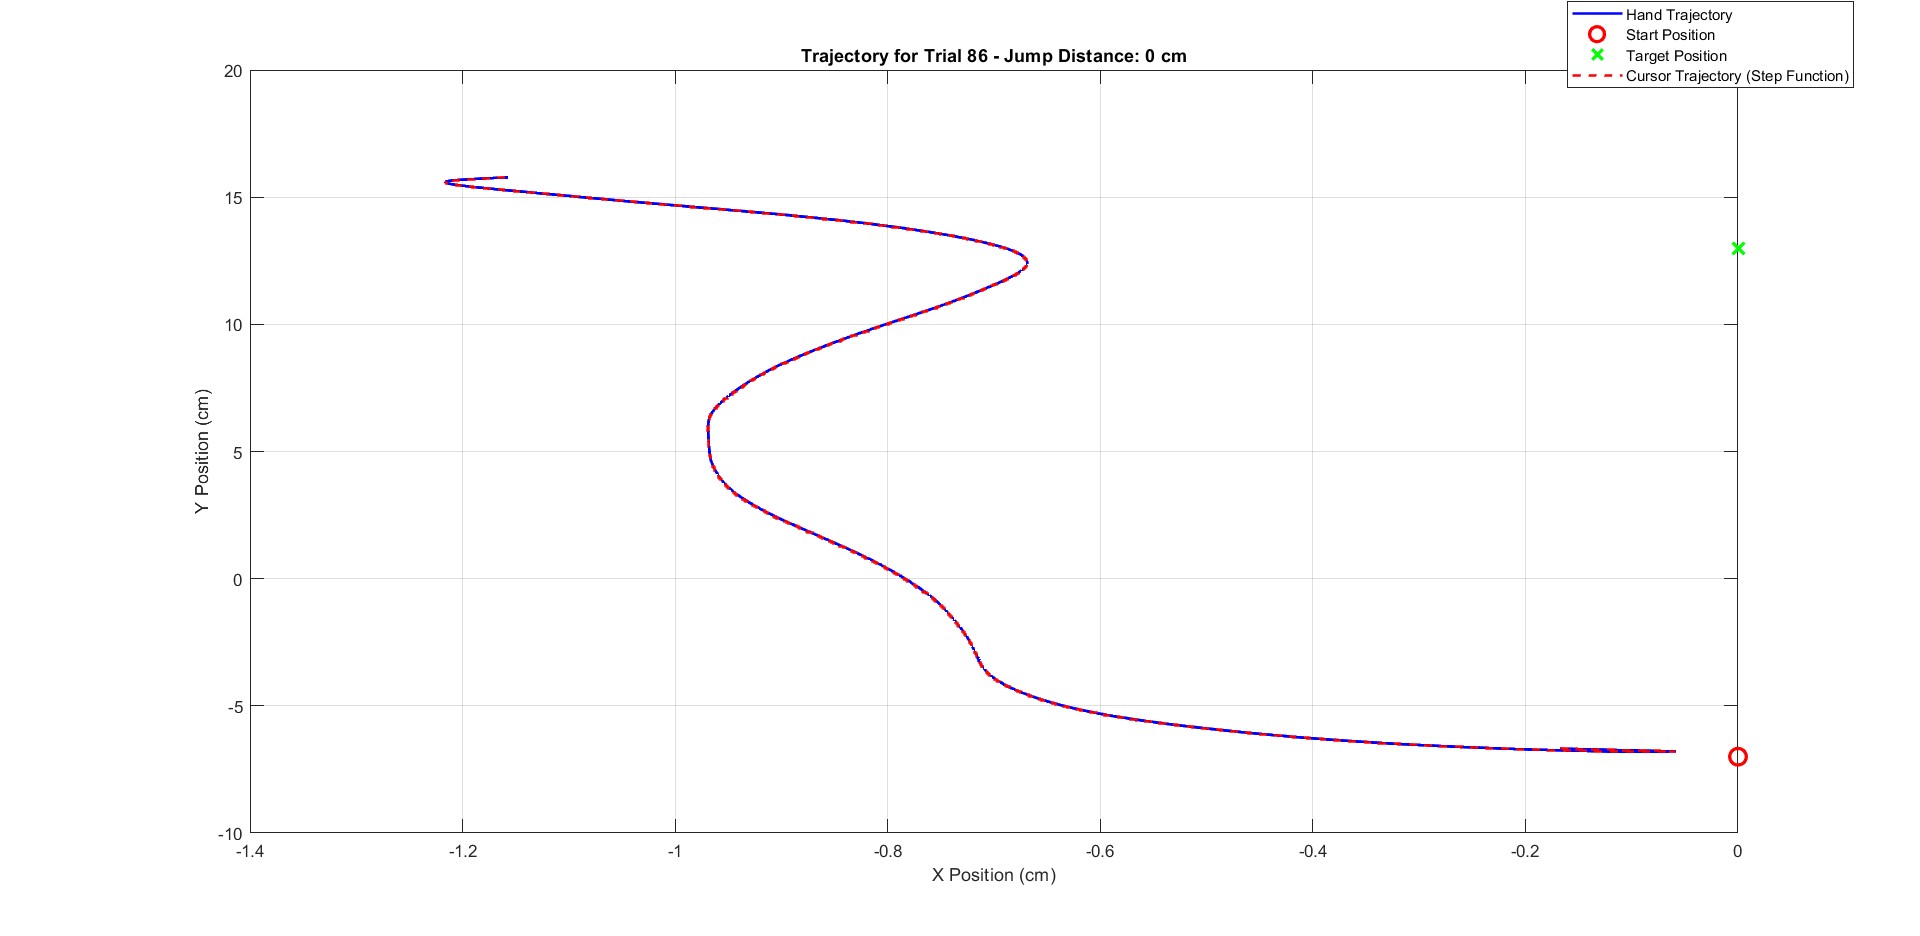 Hand Trajectory
Start Position
Target Position
Cursor Trajectory (Step Function)
Trajectory for Trial 86 - Jump Distance: 0 cm
20
15
10
5
0
-5
-10
Y Position (cm)
-1.4 -1.2 -1 -0.8 -0.6 -0.4 -0.2 0
X Position (cm)